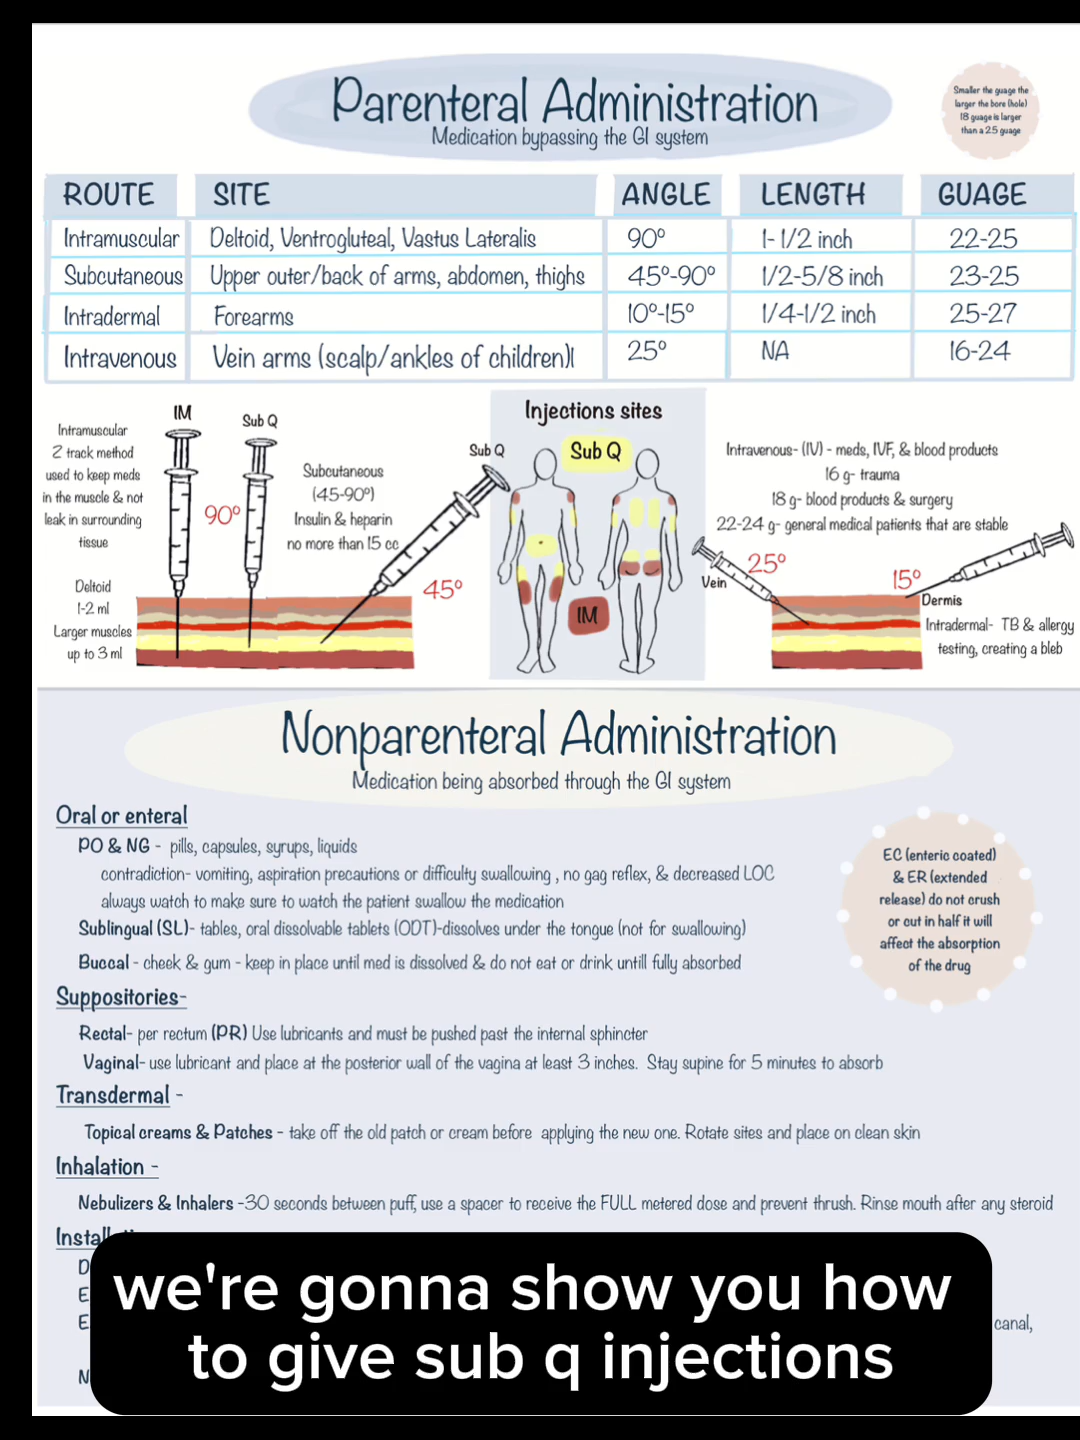 Parenteral Administration
Medication bypassing the GI system
Smaller the guage the
larger the bore (hole)
18 guage is larger
than a 25 guage
ROUTE SITE ANGLE LENGTH GUAGE
Intramuscular Deltoid, Ventrogluteal, Vastus Lateralis 90° 1- 1/2 inch 22-25
Subcutaneous Upper outer/back of arms, abdomen, thighs 45°-90° 1/2-5/8 inch 23-25
Intradermal Forearms 10°-15° 1/4-1/2 inch 25-27
Intravenous Vein arms (scalp/ankles of children)l 25° NA 16-24
Intramuscular
Z track method
used to keep meds
in the muscle & not
leak in surrounding
tissue
Deltoid
1-2 ml
Larger muscles
up to 3 ml
IM
90°
Sub Q
Subcutaneous
(45-90°)
Insulin & heparin
no more than 15 cc
Sub Q
45°
Injections sites
Sub Q
IM
Intravenous- (IV) - meds, IVF, & blood products
16 g- trauma
18 g- blood products & surgery
22-24 g- general medical patients that are stable
Vein
25°
15°
Dermis
Intradermal- TB & allergy
testing, creating a bleb
Nonparenteral Administration
Medication being absorbed through the GI system
Oral or enteral
PO & NG - pills, capsules, syrups, liquids
contradiction- vomiting, aspiration precautions or difficulty swallowing , no gag reflex, & decreased LOC
always watch to make sure to watch the patient swallow the medication
Sublingual (SL)- tables, oral dissolvable tablets (ODT)-dissolves under the tongue (not for swallowing)
Buccal - cheek & gum - keep in place until med is dissolved & do not eat or drink untill fully absorbed
EC (enteric coated)
& ER (extended
release) do not crush
or cut in half it will
affect the absorption
of the drug
Suppositories-
Rectal- per rectum (PR) Use lubricants and must be pushed past the internal sphincter
Vaginal- use lubricant and place at the posterior wall of the vagina at least 3 inches. Stay supine for 5 minutes to absorb
Transdermal -
Topical creams & Patches - take off the old patch or cream before applying the new one. Rotate sites and place on clean skin
Inhalation -
Nebulizers & Inhalers -30 seconds between puff, use a spacer to receive the FULL metered dose and prevent thrush. Rinse mouth after any steroid
canal,
we're gonna show you how
to give sub q injections